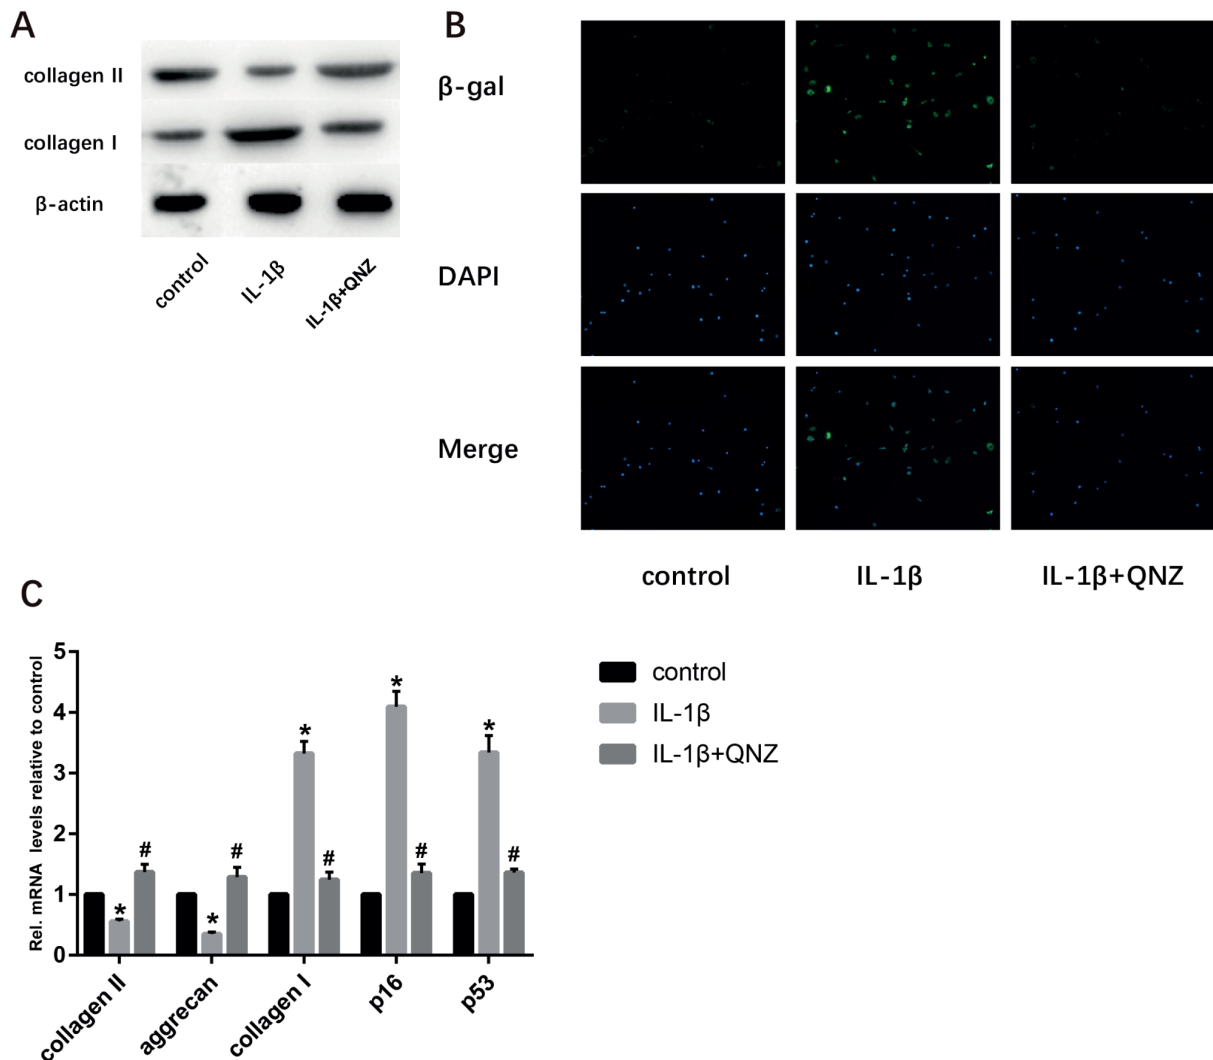 A
collagen II
collagen I
β-actin
control
IL-1β
IL-1β+QNZ
B
β-gal
DAPI
Merge
control
IL-1β
IL-1β+QNZ
C
Rel. mRNA levels relative to control
5
4
3
2
1
0
*
#
*
#
*
#
*
#
*
#
collagen II
aggrecan
collagen I
p16
p53
control
IL-1β
IL-1β+QNZ